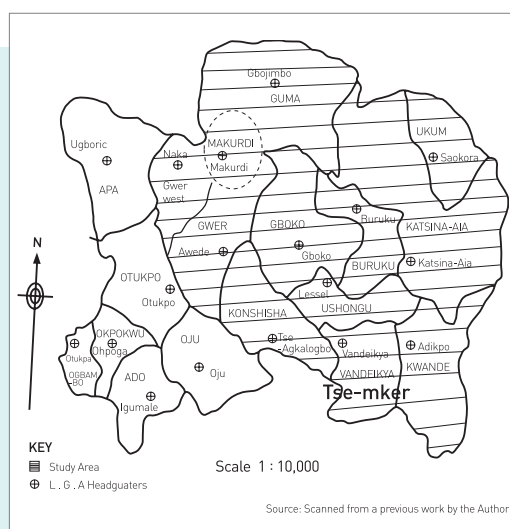 Gbojimbo
GUMA
UKUM
Saokora
MAKURDI
Makurdi
Naka
Gwer
west
Ugboric
APA
Buruku
GBOKO
Gboko
BURUKU
KATSINA-AIA
Katsina-Aia
GWER
Awede
N
OTUKPO
Otukpo
Lessel
USHONGU
KONSHISHA
Tse
-Agkalogbo
Vandeikya
VANDEIKYA
Adikpo
KWANDE
Tse-mker
OKPOKWU
Ohpoga
Otukpa
OGBAM
-BO
ADO
Igumale
OJU
Oju
KEY
Study Area
L . G . A Headguaters
Scale 1 : 10,000
Source: Scanned from a previous work by the Author